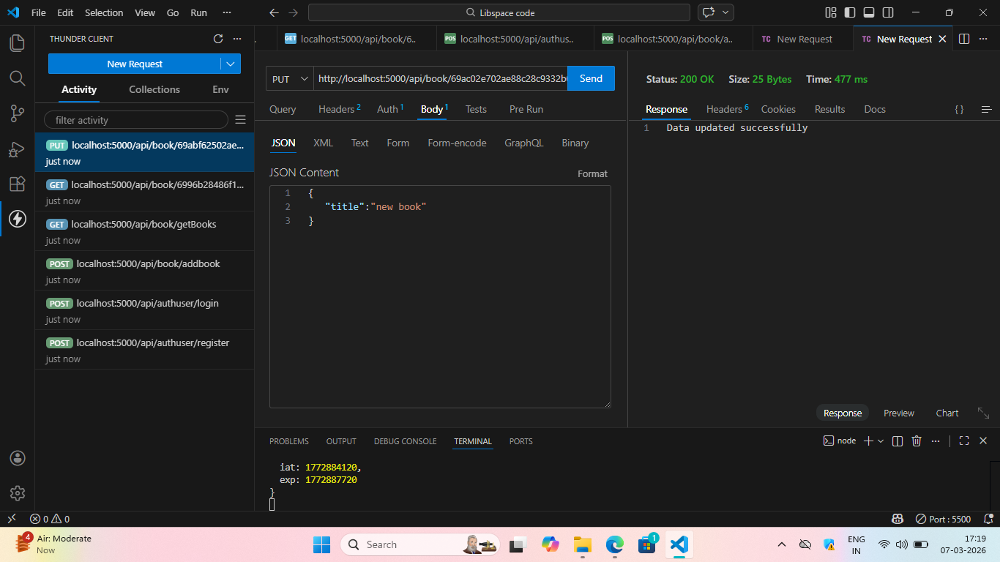 File Edit Selection View Go Run ···
Libspace code
THUNDER CLIENT
New Request
Activity Collections Env
filter activity
PUT localhost:5000/api/book/69abf62502ae...
just now
GET localhost:5000/api/book/6996b28486f1...
just now
GET localhost:5000/api/book/getBooks
just now
POST localhost:5000/api/book/addbook
just now
POST localhost:5000/api/authuser/login
just now
POST localhost:5000/api/authuser/register
just now
GET localhost:5000/api/book/6.. POS localhost:5000/api/authus.. POS localhost:5000/api/book/a.. TC New Request TC New Request
PUT http://localhost:5000/api/book/69ac02e702ae88c28c9332b Send
Query Headers 2 Auth 1 Body 1 Tests Pre Run
JSON XML Text Form Form-encode GraphQL Binary
JSON Content Format
1 {
2 "title":"new book"
3 }
Status: 200 OK Size: 25 Bytes Time: 477 ms
Response Headers 6 Cookies Results Docs { }
1 Data updated successfully
Response Preview Chart
PROBLEMS OUTPUT DEBUG CONSOLE TERMINAL PORTS
node
iat: 1772884120,
exp: 1772887720
}
0 0
Port : 5500
4
Air: Moderate
Now
Search
1
ENG
IN
17:19
07-03-2026